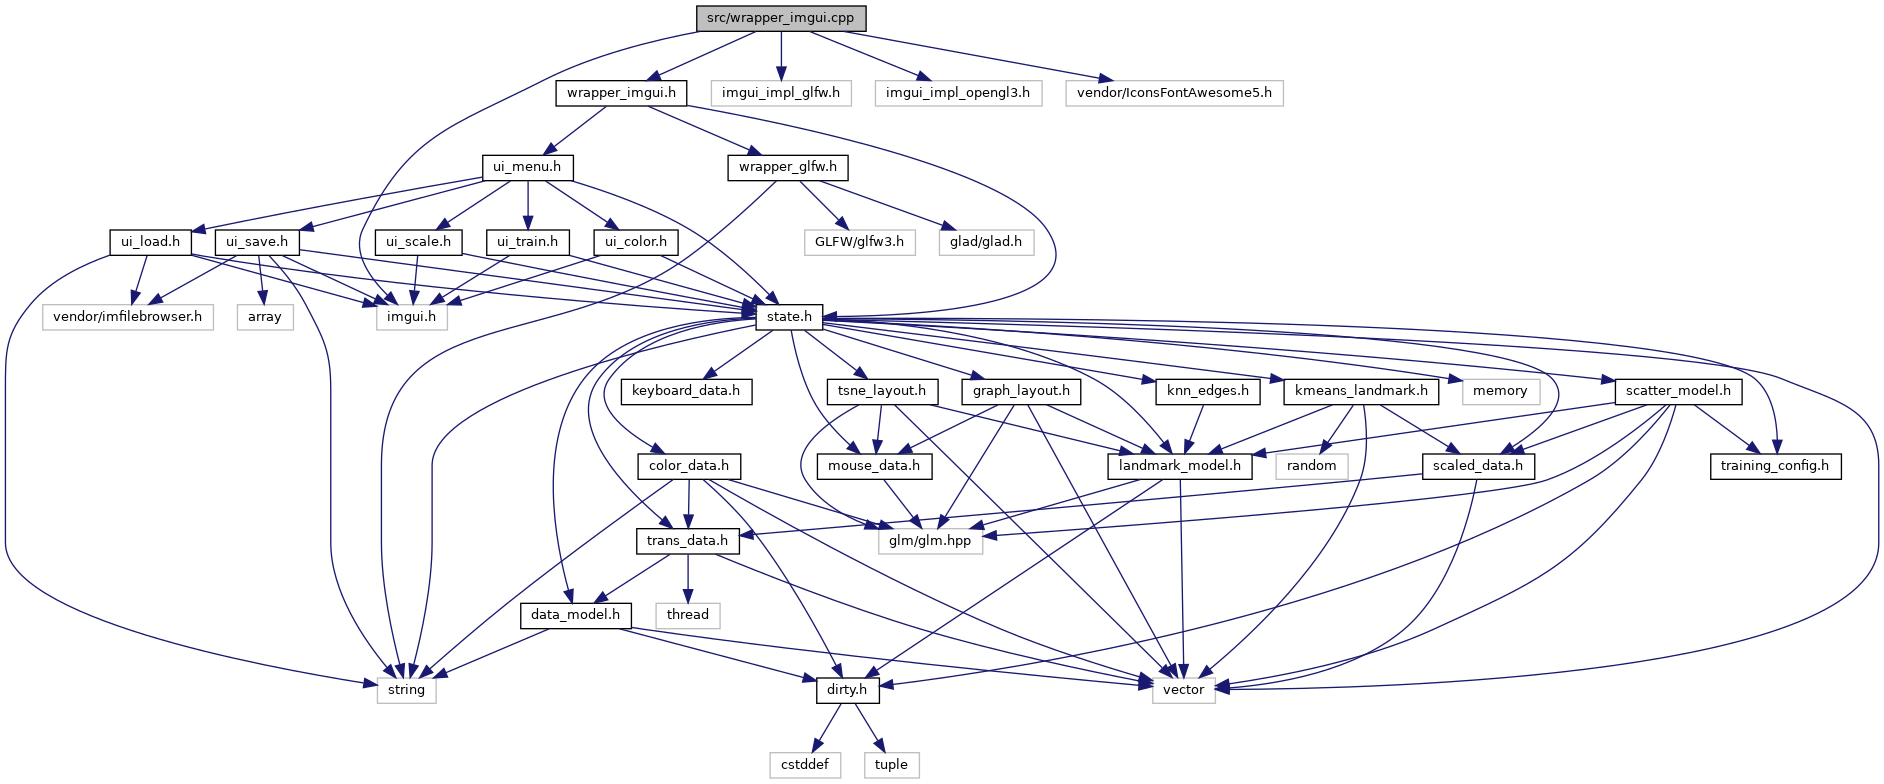 src/wrapper_imgui.cpp
wrapper_imgui.h
imgui_impl_glfw.h
imgui_impl_opengl3.h
vendor/IconsFontAwesome5.h
ui_menu.h
wrapper_glfw.h
ui_load.h
ui_save.h
ui_scale.h
ui_train.h
ui_color.h
GLFW/glfw3.h
glad/glad.h
vendor/imfilebrowser.h
array
imgui.h
state.h
keyboard_data.h
tsne_layout.h
graph_layout.h
knn_edges.h
kmeans_landmark.h
memory
scatter_model.h
color_data.h
mouse_data.h
landmark_model.h
random
scaled_data.h
training_config.h
trans_data.h
glm/glm.hpp
data_model.h
thread
string
dirty.h
vector
cstddef
tuple